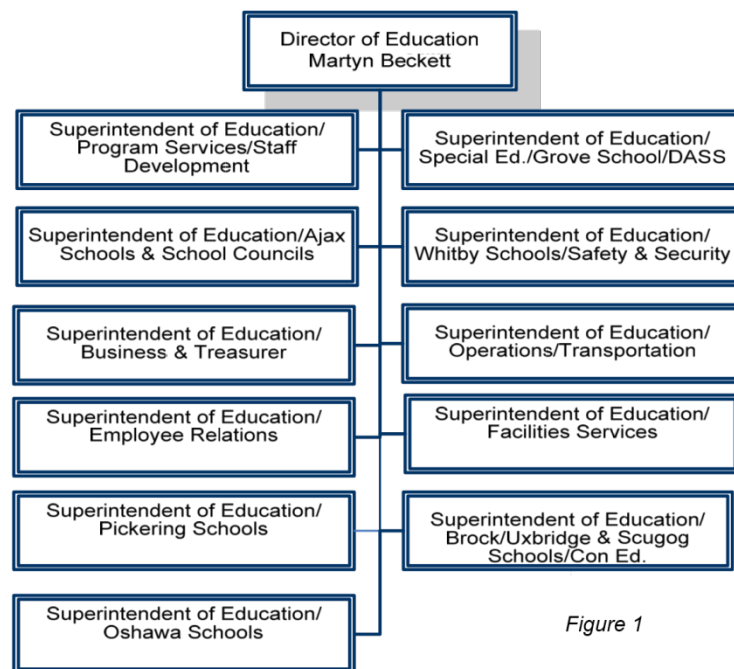 Director of Education
Martyn Beckett
Superintendent of Education/
Program Services/Staff
Development
Superintendent of Education/
Special Ed./Grove School/DASS
Superintendent of Education/Ajax
Schools & School Councils
Superintendent of Education/
Whitby Schools/Safety & Security
Superintendent of Education/
Business & Treasurer
Superintendent of Education/
Operations/Transportation
Superintendent of Education/
Employee Relations
Superintendent of Education/
Facilities Services
Superintendent of Education/
Pickering Schools
Superintendent of Education/
Brock/Uxbridge & Scugog
Schools/Con Ed.
Superintendent of Education/
Oshawa Schools
Figure 1